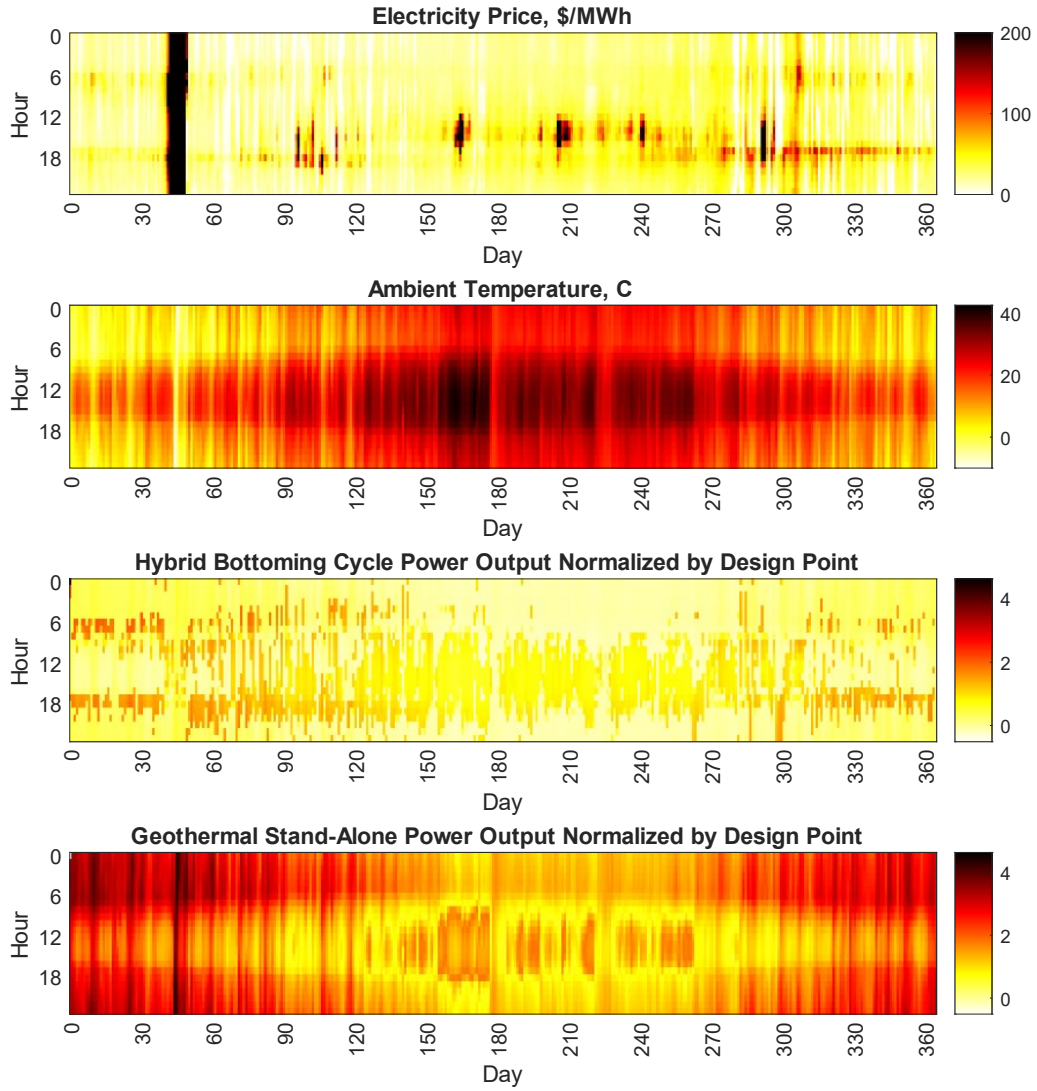 Electricity Price, $/MWh
0
6
12
18
Hour
0 30 60 90 120 150 180 210 240 270 300 330 360
Day
200
100
0
Ambient Temperature, C
0
6
12
18
Hour
0 30 60 90 120 150 180 210 240 270 300 330 360
Day
40
20
0
Hybrid Bottoming Cycle Power Output Normalized by Design Point
0
6
12
18
Hour
0 30 60 90 120 150 180 210 240 270 300 330 360
Day
4
2
0
Geothermal Stand-Alone Power Output Normalized by Design Point
0
6
12
18
Hour
0 30 60 90 120 150 180 210 240 270 300 330 360
Day
4
2
0